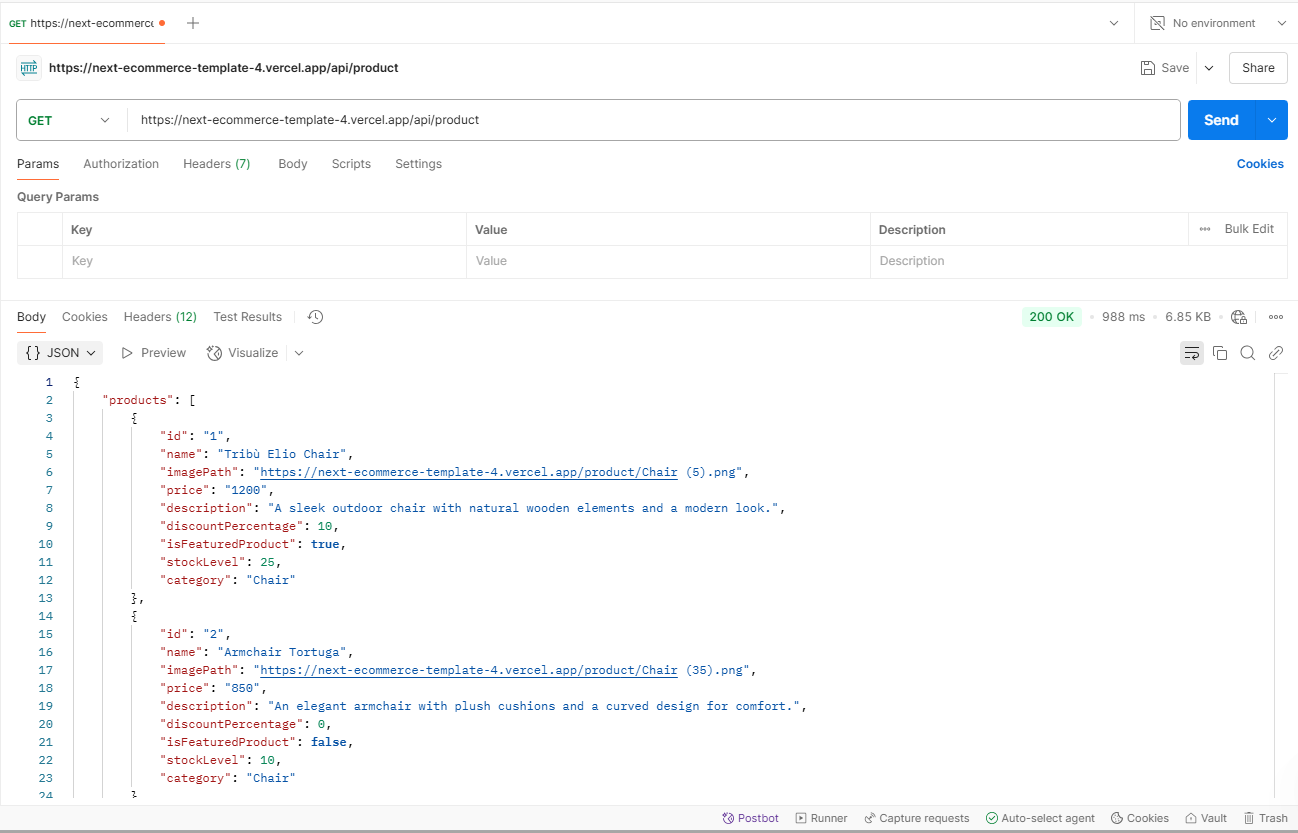 GET https://next-ecommerce
No environment
HTTP https://next-ecommerce-template-4.vercel.app/api/product
Save
Share
GET https://next-ecommerce-template-4.vercel.app/api/product
Send
Params Authorization Headers (7) Body Scripts Settings
Cookies
Query Params
Key Value Description Bulk Edit
Key Value Description
Body Cookies Headers (12) Test Results
200 OK • 988 ms • 6.85 KB
{} JSON Preview Visualize
1 {
2 "products": [
3 {
4 "id": "1",
5 "name": "Tribù Elio Chair",
6 "imagePath": "https://next-ecommerce-template-4.vercel.app/product/Chair (5).png",
7 "price": "1200",
8 "description": "A sleek outdoor chair with natural wooden elements and a modern look.",
9 "discountPercentage": 10,
10 "isFeaturedProduct": true,
11 "stockLevel": 25,
12 "category": "Chair"
13 },
14 {
15 "id": "2",
16 "name": "Armchair Tortuga",
17 "imagePath": "https://next-ecommerce-template-4.vercel.app/product/Chair (35).png",
18 "price": "850",
19 "description": "An elegant armchair with plush cushions and a curved design for comfort.",
20 "discountPercentage": 0,
21 "isFeaturedProduct": false,
22 "stockLevel": 10,
23 "category": "Chair"
24 }
Postbot Runner Capture requests Auto-select agent Cookies Vault Trash